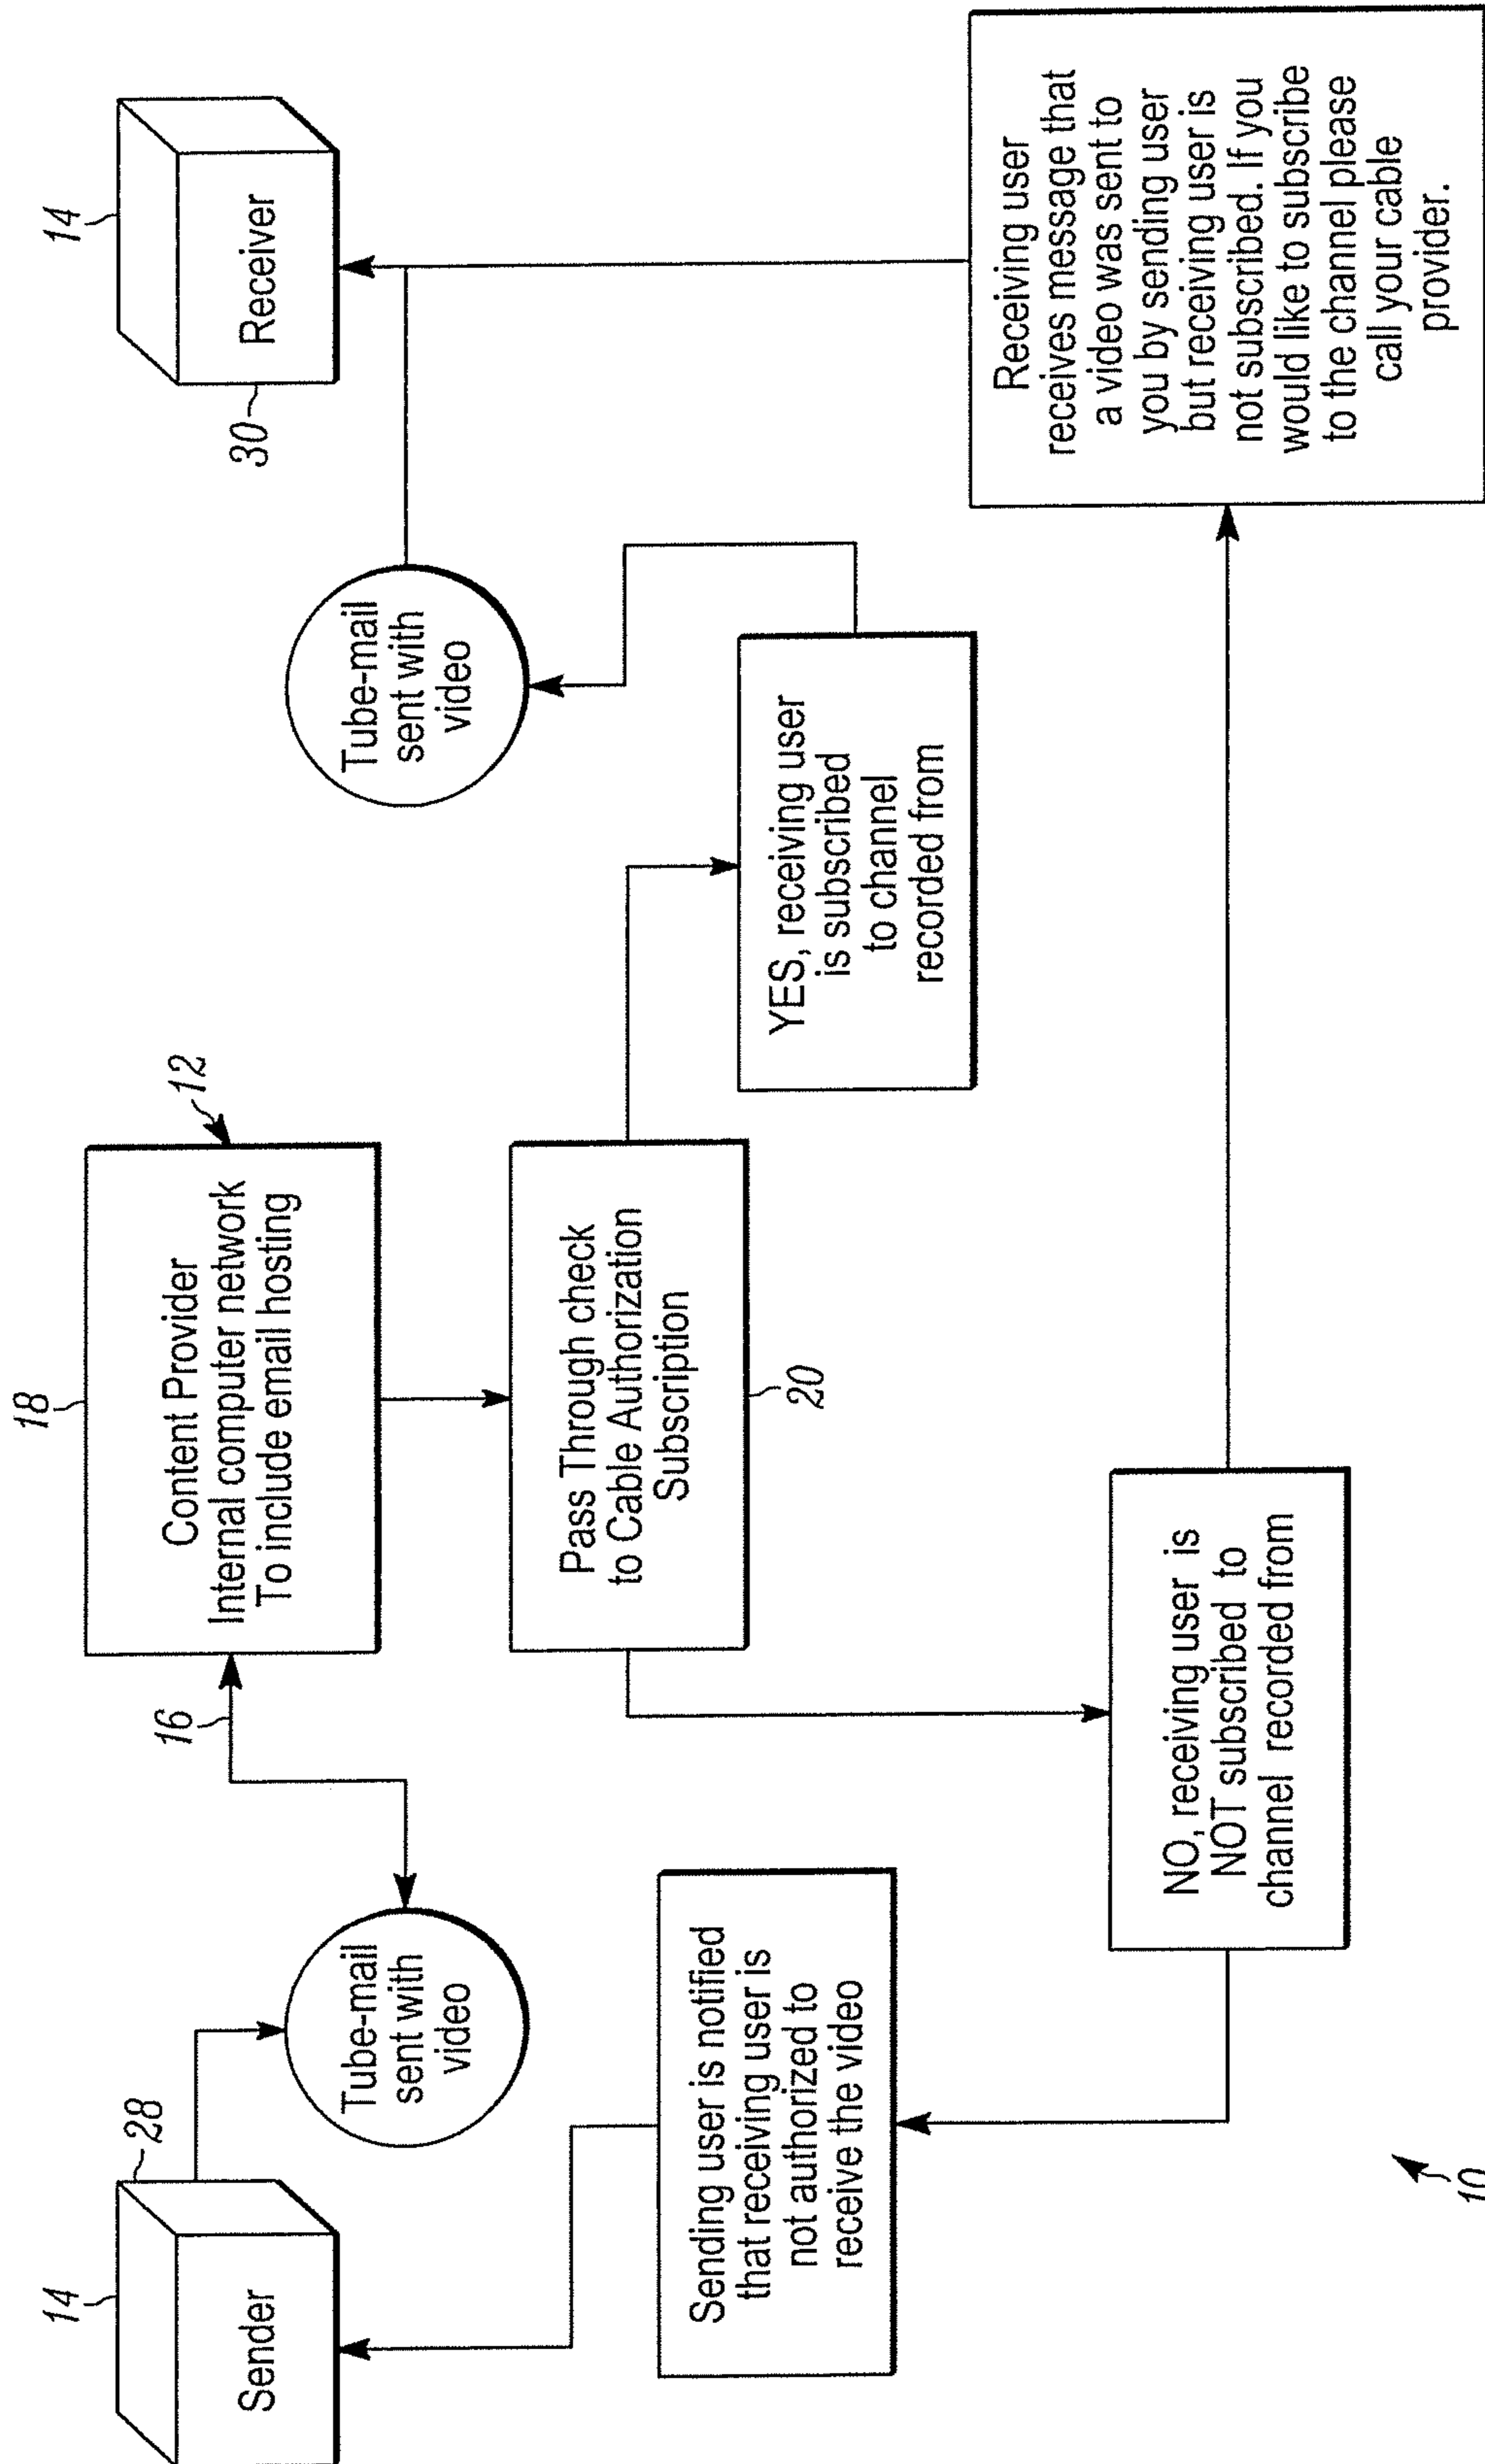 14
28
Sender
Tube-mail
sent with
video
16
18
12
Content Provider
Internal computer network
To include email hosting
Pass Through check
to Cable Authorization
Subscription
20
YES, receiving user
is subscribed
to channel
recorded from
Tube-mail
sent with
video
14
30
Receiver
Sending user is notified
that receiving user is
not authorized to
receive the video
NO, receiving user is
NOT subscribed to
channel recorded from
Receiving user
receives message that
a video was sent to
you by sending user
but receiving user is
not subscribed. If you
would like to subscribe
to the channel please
call your cable
provider.
10